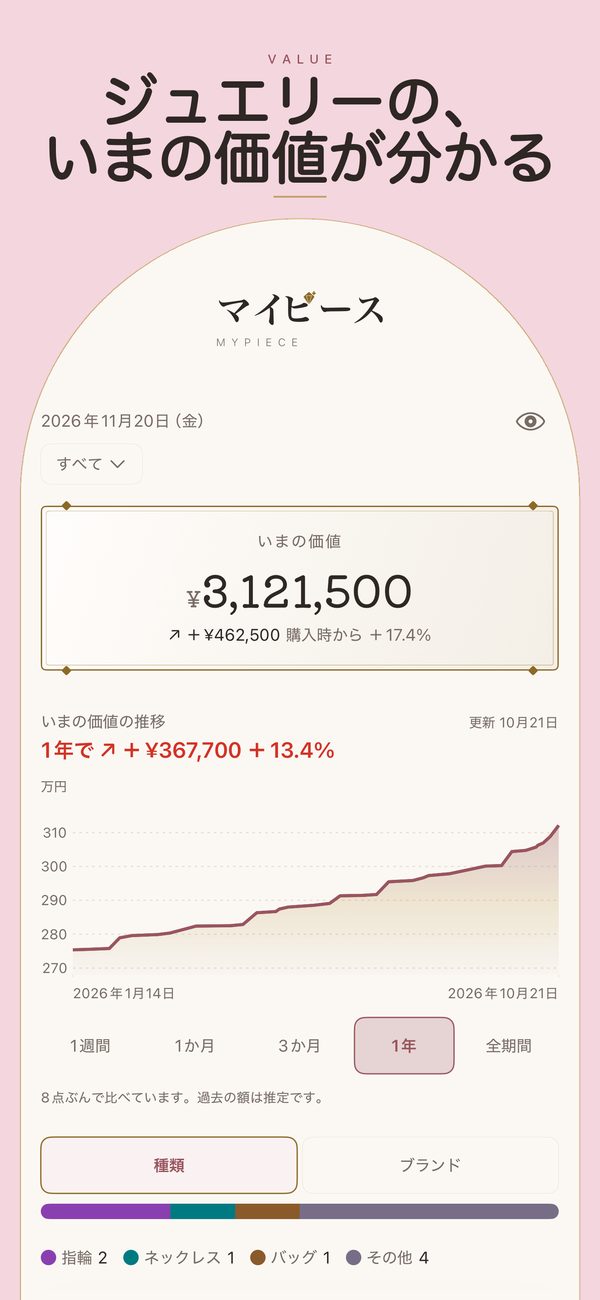 VALUE
ジュエリーの、
いまの価値が分かる
マイピース
MYPIECE
2026年11月20日（金）
すべて
いまの価値
¥3,121,500
↗ ＋¥462,500 購入時から ＋17.4%
いまの価値の推移 更新 10月21日
1年で ↗ ＋¥367,700 ＋13.4%
万円
310
300
290
280
270
2026年1月14日 2026年10月21日
1週間 1か月 3か月 1年 全期間
8点ぶんで比べています。過去の額は推定です。
種類 ブランド
指輪 2 ネックレス 1 バッグ 1 その他 4